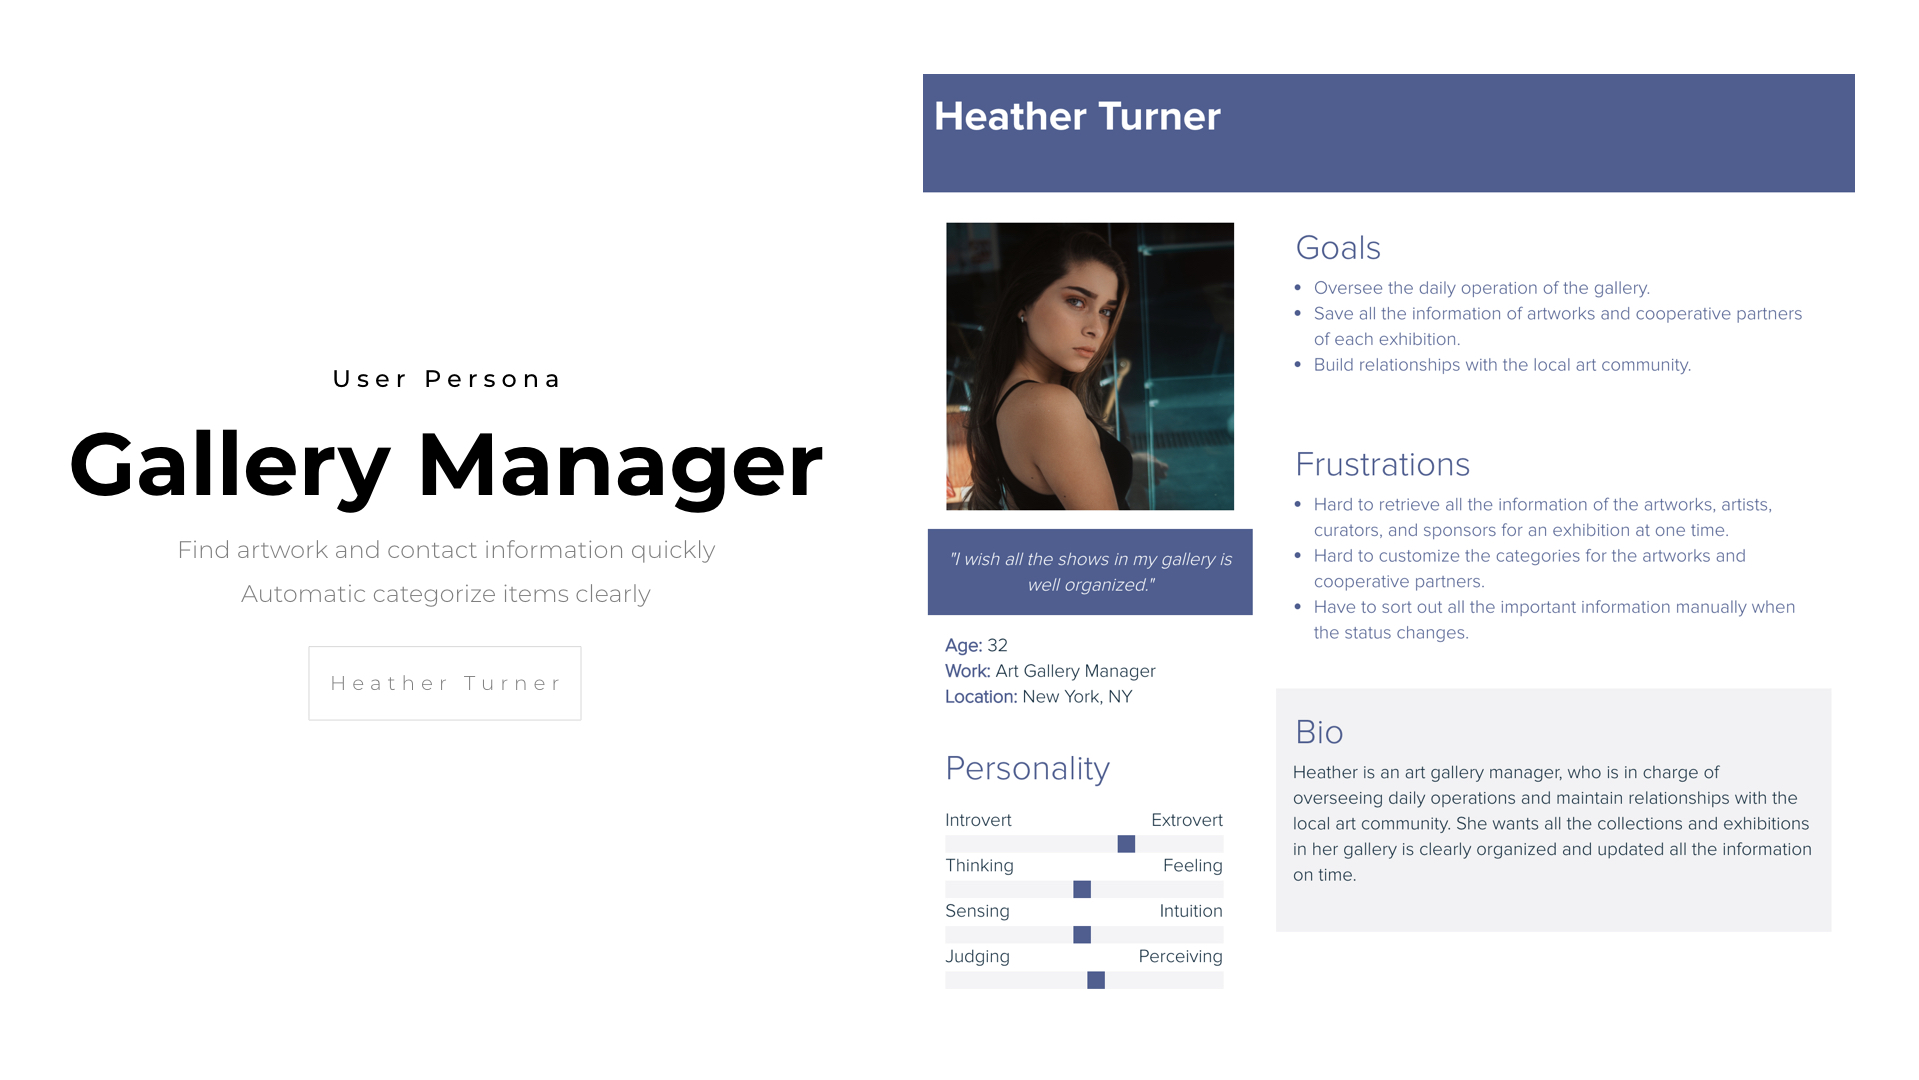 User Persona
Gallery Manager
Find artwork and contact information quickly
Automatic categorize items clearly
Heather Turner
Heather Turner
"I wish all the shows in my gallery is
well organized."
Age: 32
Work: Art Gallery Manager
Location: New York, NY
Personality
Introvert Extrovert
Thinking Feeling
Sensing Intuition
Judging Perceiving
Goals
• Oversee the daily operation of the gallery.
• Save all the information of artworks and cooperative partners
of each exhibition.
• Build relationships with the local art community.
Frustrations
• Hard to retrieve all the information of the artworks, artists,
curators, and sponsors for an exhibition at one time.
• Hard to customize the categories for the artworks and
cooperative partners.
• Have to sort out all the important information manually when
the status changes.
Bio
Heather is an art gallery manager, who is in charge of
overseeing daily operations and maintain relationships with the
local art community. She wants all the collections and exhibitions
in her gallery is clearly organized and updated all the information
on time.